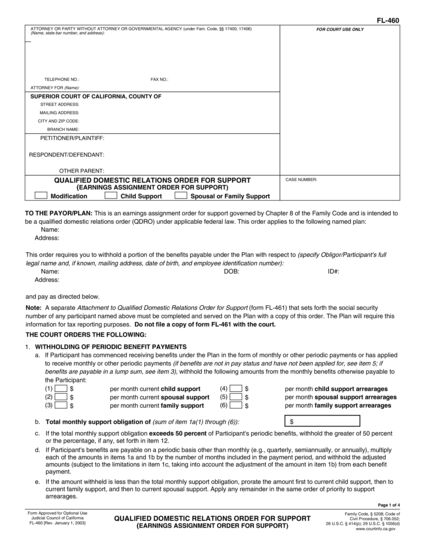 FL-460
ATTORNEY OR PARTY WITHOUT ATTORNEY OR GOVERNMENTAL AGENCY (under Fam. Code, §§ 17400, 17406)
(Name, state bar number, and address):
FOR COURT USE ONLY
TELEPHONE NO.: FAX NO.:
ATTORNEY FOR (Name):
SUPERIOR COURT OF CALIFORNIA, COUNTY OF
STREET ADDRESS:
MAILING ADDRESS:
CITY AND ZIP CODE:
BRANCH NAME:
PETITIONER/PLAINTIFF:
RESPONDENT/DEFENDANT:
OTHER PARENT:
QUALIFIED DOMESTIC RELATIONS ORDER FOR SUPPORT
(EARNINGS ASSIGNMENT ORDER FOR SUPPORT)
Modification Child Support Spousal or Family Support
CASE NUMBER:
TO THE PAYOR/PLAN: This is an earnings assignment order for support governed by Chapter 8 of the Family Code and is intended to
be a qualified domestic relations order (QDRO) under applicable federal law. This order applies to the following named plan:
Name:
Address:
This order requires you to withhold a portion of the benefits payable under the Plan with respect to (specify Obligor/Participant's full
legal name and, if known, mailing address, date of birth, and employee identification number):
Name: DOB: ID#:
Address:
and pay as directed below.
Note: A separate Attachment to Qualified Domestic Relations Order for Support (form FL-461) that sets forth the social security
number of any participant named above must be completed and served on the Plan with a copy of this order. The Plan will require this
information for tax reporting purposes. Do not file a copy of form FL-461 with the court.
THE COURT ORDERS THE FOLLOWING:
1. WITHHOLDING OF PERIODIC BENEFIT PAYMENTS
a. If Participant has commenced receiving benefits under the Plan in the form of monthly or other periodic payments or has applied
to receive monthly or other periodic payments (if benefits are not in pay status and have not been applied for, see item 5; if
benefits are payable in a lump sum, see item 3), withhold the following amounts from the monthly benefits otherwise payable to
the Participant:
(1) $ per month current child support (4) $ per month child support arrearages
(2) $ per month current spousal support (5) $ per month spousal support arrearages
(3) $ per month current family support (6) $ per month family support arrearages
b. Total monthly support obligation of (sum of item 1a(1) through (6)): $
c. If the total monthly support obligation exceeds 50 percent of Participant's periodic benefits, withhold the greater of 50 percent
or the percentage, if any, set forth in item 12.
d. If Participant's benefits are payable on a periodic basis other than monthly (e.g., quarterly, semiannually, or annually), multiply
each of the amounts in items 1a and 1b by the number of months included in the payment period, and withhold the adjusted
amounts (subject to the limitations in item 1c, taking into account the adjustment of the amount in item 1b) from each benefit
payment.
e. If the amount withheld is less than the total monthly support obligation, prorate the amount first to current child support, then to
current family support, and then to current spousal support. Apply any remainder in the same order of priority to support
arrearages.
Page 1 of 4
Form Approved for Optional Use
Judicial Council of California
FL-460 [Rev. January 1, 2003]
QUALIFIED DOMESTIC RELATIONS ORDER FOR SUPPORT
(EARNINGS ASSIGNMENT ORDER FOR SUPPORT)
Family Code, § 5208, Code of
Civil Procedure, § 706.052;
26 U.S.C. § 414(p), 29 U.S.C. § 1056(d)
www.courtinfo.ca.gov